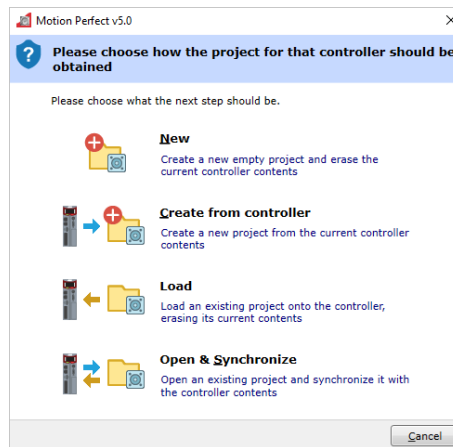 Motion Perfect v5.0
Please choose how the project for that controller should be
obtained
Please choose what the next step should be.
New
Create a new empty project and erase the
current controller contents
Create from controller
Create a new project from the current controller
contents
Load
Load an existing project onto the controller,
erasing its current contents
Open & Synchronize
Open an existing project and synchronize it with
the controller contents
Cancel